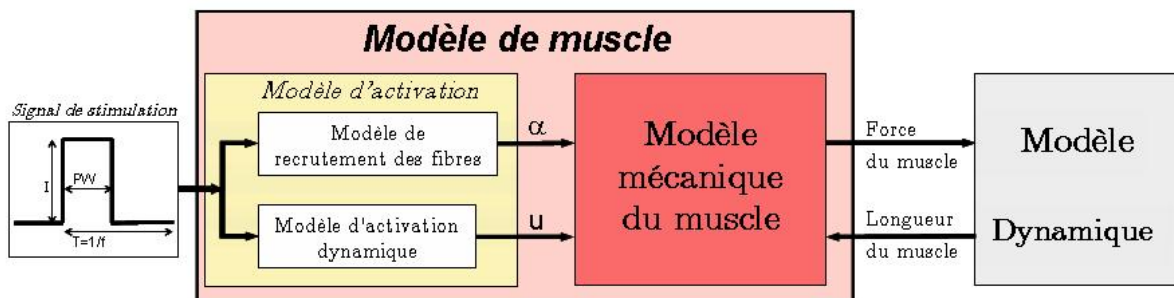 Modèle de muscle
Signal de stimulation
I
PW
T=1/f
Modèle d'activation
Modèle de
recrutement des fibres
Modèle d'activation
dynamique
α
u
Modèle
mécanique
du muscle
Force
du muscle
Longueur
du muscle
Modèle
Dynamique